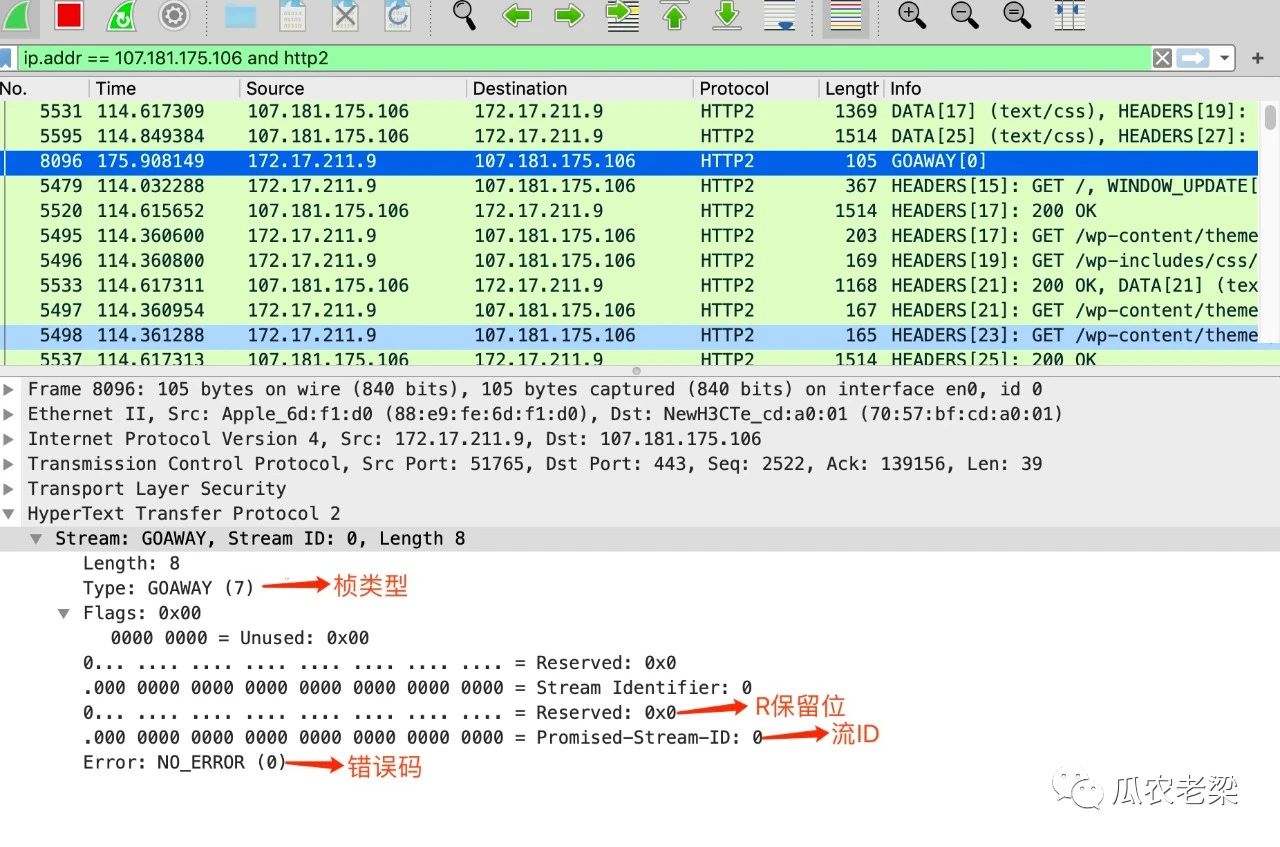 ip.addr == 107.181.175.106 and http2
No. Time Source Destination Protocol Length Info
5531 114.617309 107.181.175.106 172.17.211.9 HTTP2 1369 DATA[17] (text/css), HEADERS[19]:
5595 114.849384 107.181.175.106 172.17.211.9 HTTP2 1514 DATA[25] (text/css), HEADERS[27]:
8096 175.908149 172.17.211.9 107.181.175.106 HTTP2 105 GOAWAY[0]
5479 114.032288 172.17.211.9 107.181.175.106 HTTP2 367 HEADERS[15]: GET /, WINDOW_UPDATE[
5520 114.615652 107.181.175.106 172.17.211.9 HTTP2 1514 HEADERS[17]: 200 OK
5495 114.360600 172.17.211.9 107.181.175.106 HTTP2 203 HEADERS[17]: GET /wp-content/theme
5496 114.360800 172.17.211.9 107.181.175.106 HTTP2 169 HEADERS[19]: GET /wp-includes/css/
5533 114.617311 107.181.175.106 172.17.211.9 HTTP2 1168 HEADERS[21]: 200 OK, DATA[21] (tex
5497 114.360954 172.17.211.9 107.181.175.106 HTTP2 167 HEADERS[21]: GET /wp-content/theme
5498 114.361288 172.17.211.9 107.181.175.106 HTTP2 165 HEADERS[23]: GET /wp-content/theme
5537 114.617313 107.181.175.106 172.17.211.9 HTTP2 1514 HEADERS[25]: 200 OK
Frame 8096: 105 bytes on wire (840 bits), 105 bytes captured (840 bits) on interface en0, id 0
Ethernet II, Src: Apple_6d:f1:d0 (88:e9:fe:6d:f1:d0), Dst: NewH3CTe_cd:a0:01 (70:57:bf:cd:a0:01)
Internet Protocol Version 4, Src: 172.17.211.9, Dst: 107.181.175.106
Transmission Control Protocol, Src Port: 51765, Dst Port: 443, Seq: 2522, Ack: 139156, Len: 39
Transport Layer Security
HyperText Transfer Protocol 2
Stream: GOAWAY, Stream ID: 0, Length 8
Length: 8
Type: GOAWAY (7) 桢类型
Flags: 0x00
0000 0000 = Unused: 0x00
0... .... .... .... .... .... .... .... = Reserved: 0x0
.000 0000 0000 0000 0000 0000 0000 0000 = Stream Identifier: 0
0... .... .... .... .... .... .... .... = Reserved: 0x0 R保留位
.000 0000 0000 0000 0000 0000 0000 0000 = Promised-Stream-ID: 0 流ID
Error: NO_ERROR (0) 错误码
瓜农老梁